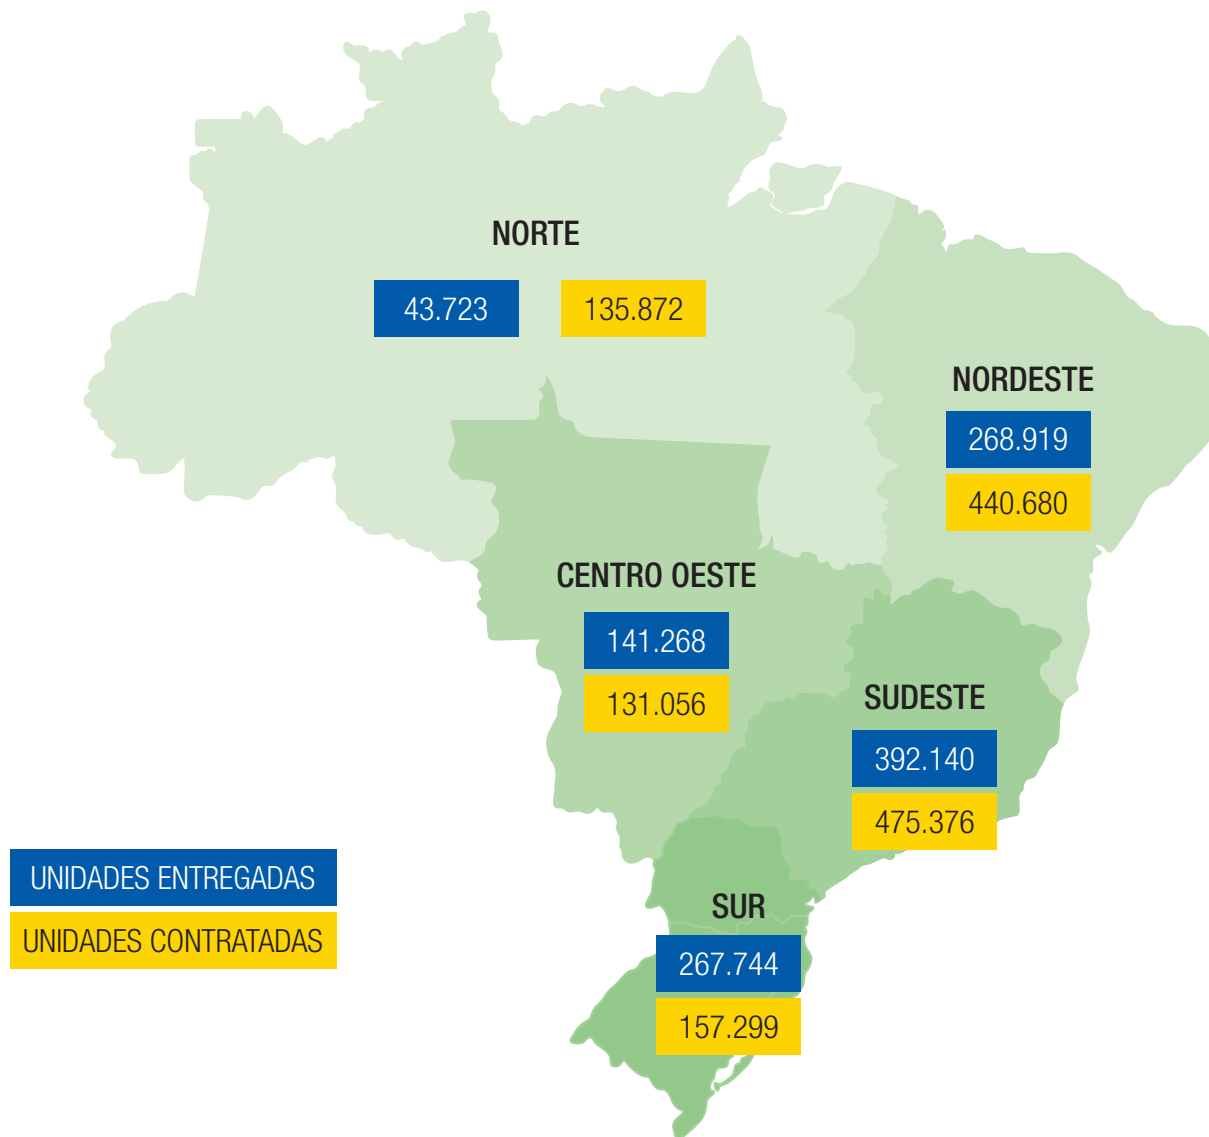 NORTE
43.723
135.872
NORDESTE
268.919
440.680
CENTRO OESTE
141.268
131.056
SUDESTE
392.140
475.376
UNIDADES ENTREGADAS
UNIDADES CONTRATADAS
SUR
267.744
157.299